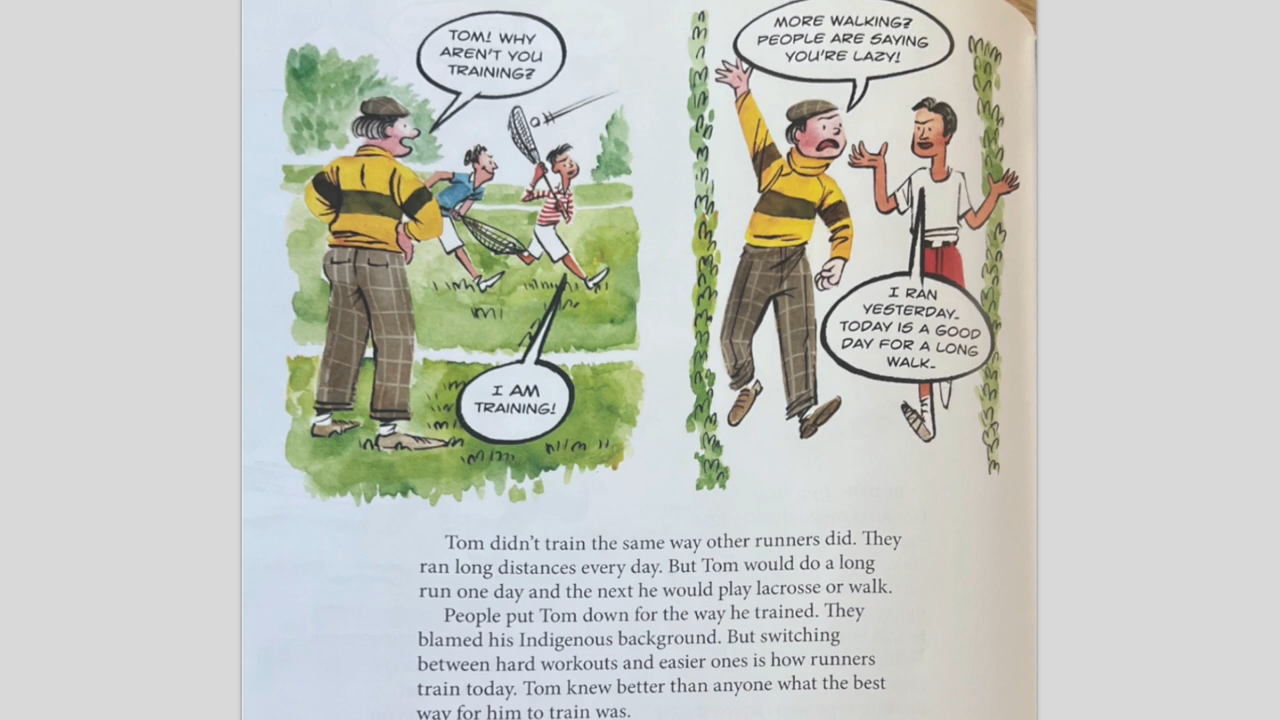 TOM! WHY
AREN'T YOU
TRAINING?
I AM
TRAINING!
MORE WALKING?
PEOPLE ARE SAYING
YOU'RE LAZY!
I RAN
YESTERDAY.
TODAY IS A GOOD
DAY FOR A LONG
WALK.
Tom didn't train the same way other runners did. They
ran long distances every day. But Tom would do a long
run one day and the next he would play lacrosse or walk.
People put Tom down for the way he trained. They
blamed his Indigenous background. But switching
between hard workouts and easier ones is how runners
train today. Tom knew better than anyone what the best
way for him to train was.